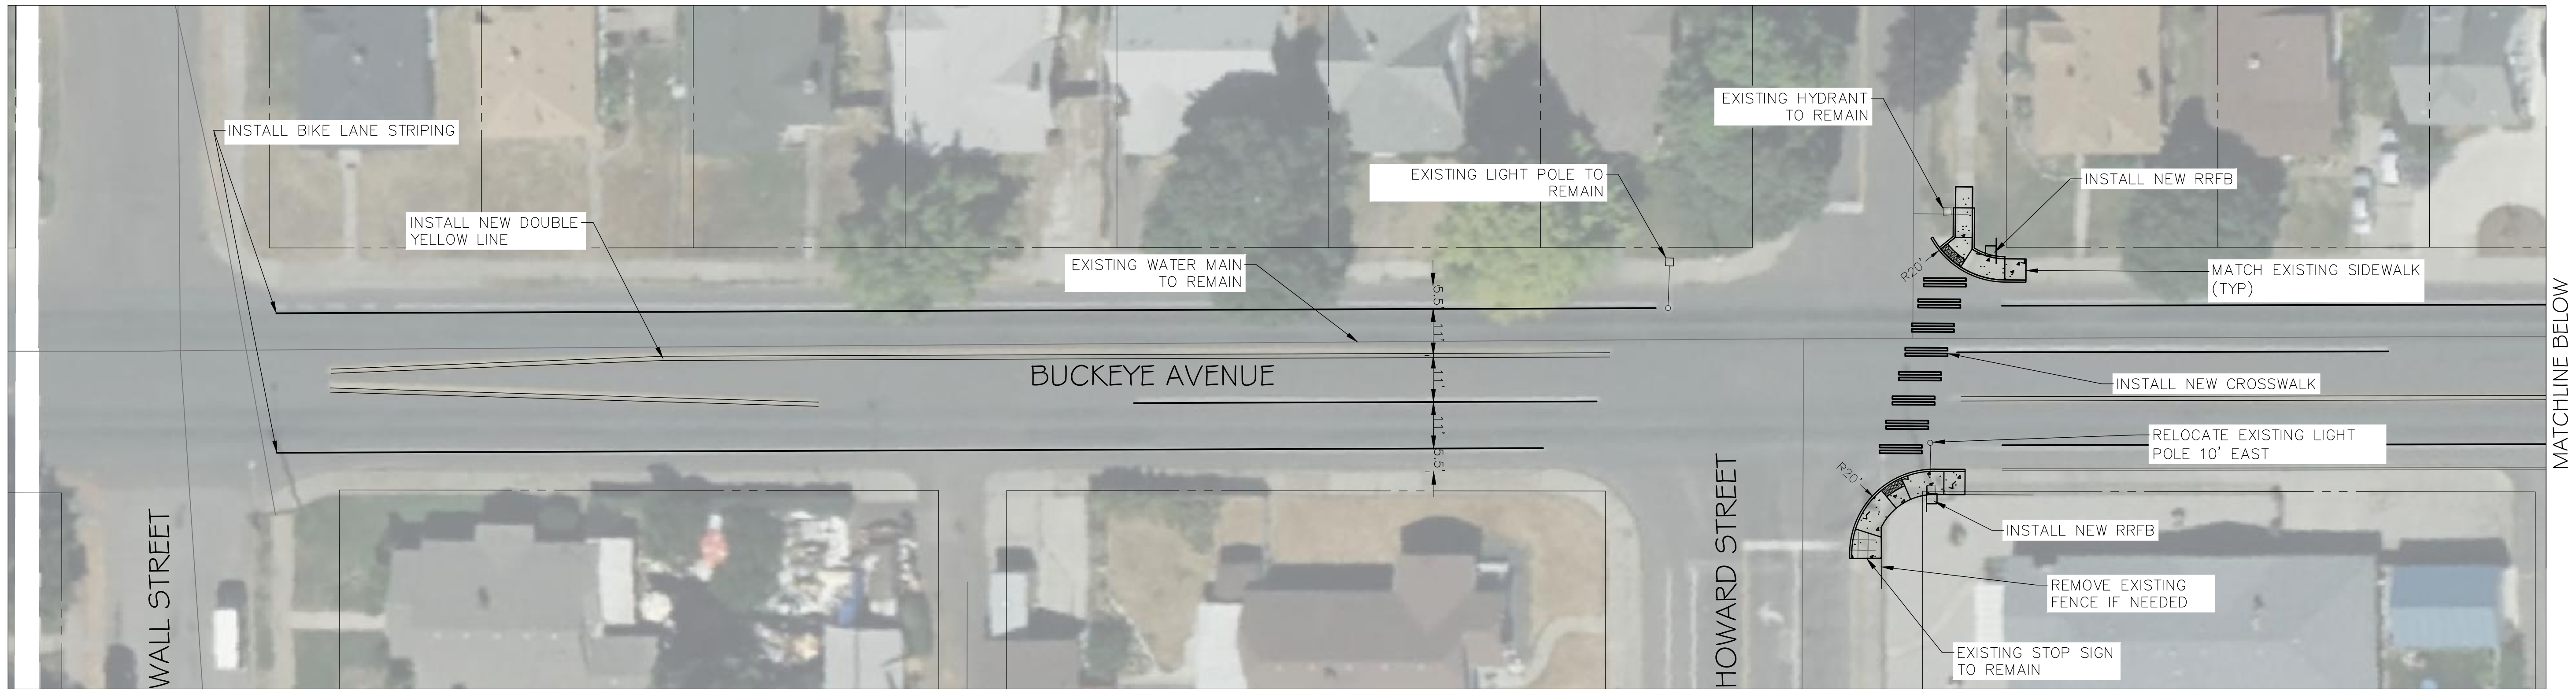 INSTALL BIKE LANE STRIPING
INSTALL NEW DOUBLE
YELLOW LINE
EXISTING WATER MAIN
TO REMAIN
EXISTING LIGHT POLE TO
REMAIN
EXISTING HYDRANT
TO REMAIN
INSTALL NEW RRFB
MATCH EXISTING SIDEWALK
(TYP)
R20'
5.5'
11'
11'
11'
5.5'
BUCKEYE AVENUE
INSTALL NEW CROSSWALK
RELOCATE EXISTING LIGHT
POLE 10' EAST
R20'
INSTALL NEW RRFB
REMOVE EXISTING
FENCE IF NEEDED
EXISTING STOP SIGN
TO REMAIN
WALL STREET
HOWARD STREET
MATCHLINE BELOW